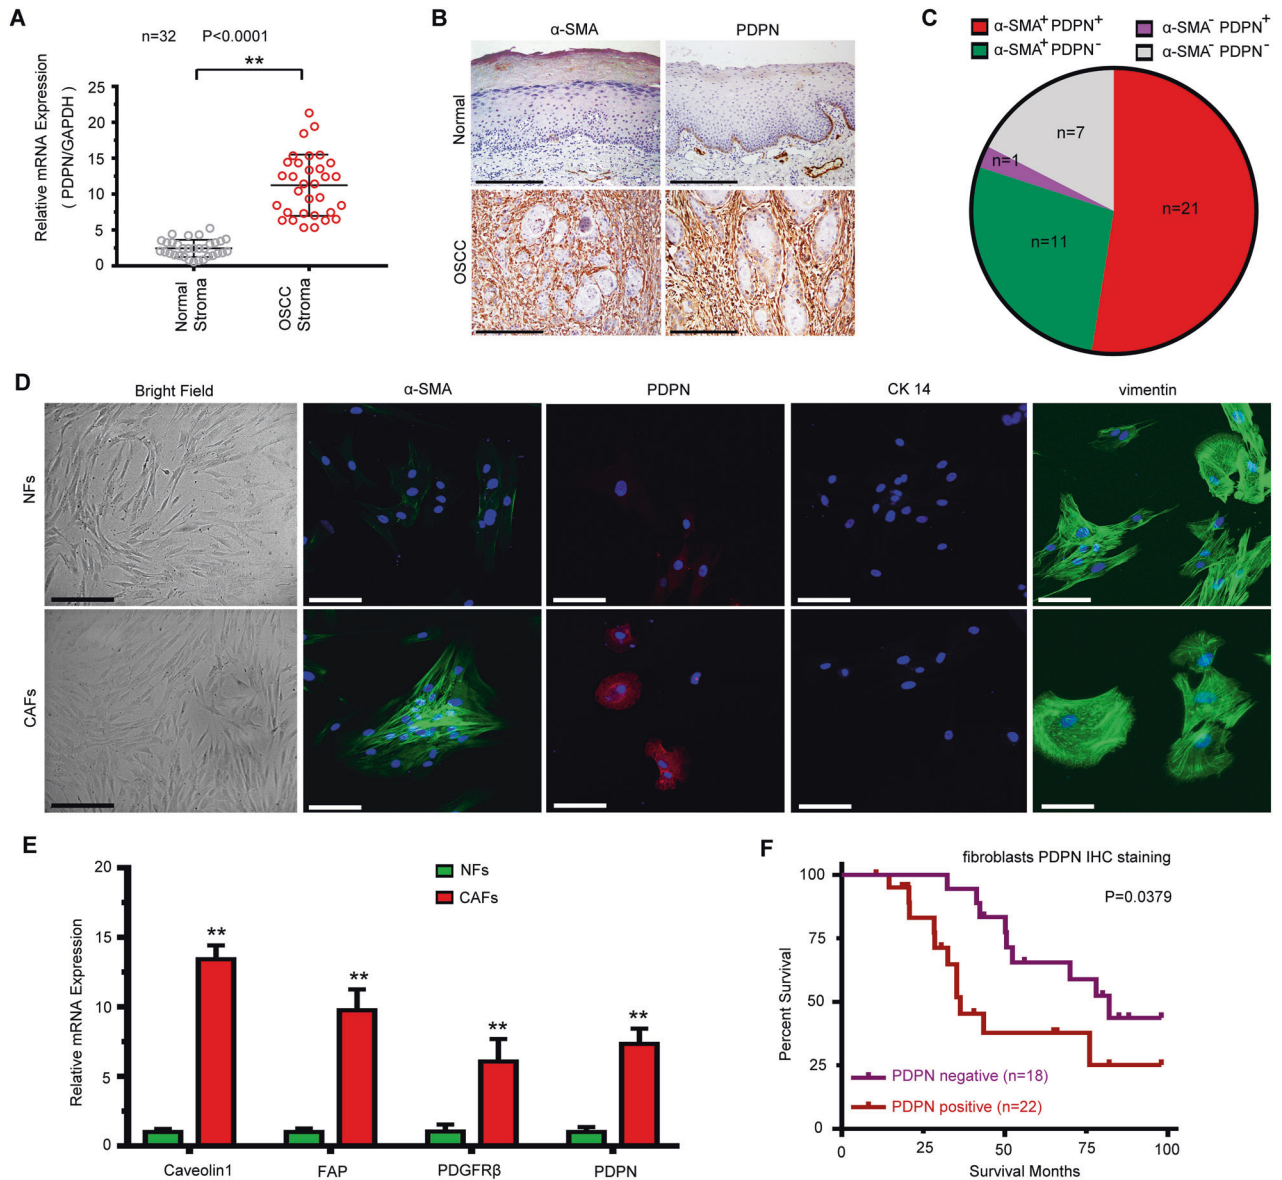 A
n=32 P<0.0001
**
Relative mRNA Expression
( PDPN/GAPDH )
25
20
15
10
5
0
Normal
Stroma
OSCC
Stroma
B
α-SMA PDPN
Normal
OSCC
C
α-SMA⁺ PDPN⁺
α-SMA⁺ PDPN⁻
α-SMA⁻ PDPN⁺
α-SMA⁻ PDPN⁻
n=7
n=1
n=11
n=21
D
Bright Field α-SMA PDPN CK 14 vimentin
NFs
CAFs
E
Relative mRNA Expression
20
15
10
5
0
NFs
CAFs
** ** ** **
Caveolin1 FAP PDGFRβ PDPN
F
fibroblasts PDPN IHC staining
P=0.0379
Percent Survival
100
75
50
25
0
PDPN negative (n=18)
PDPN positive (n=22)
0 25 50 75 100
Survival Months